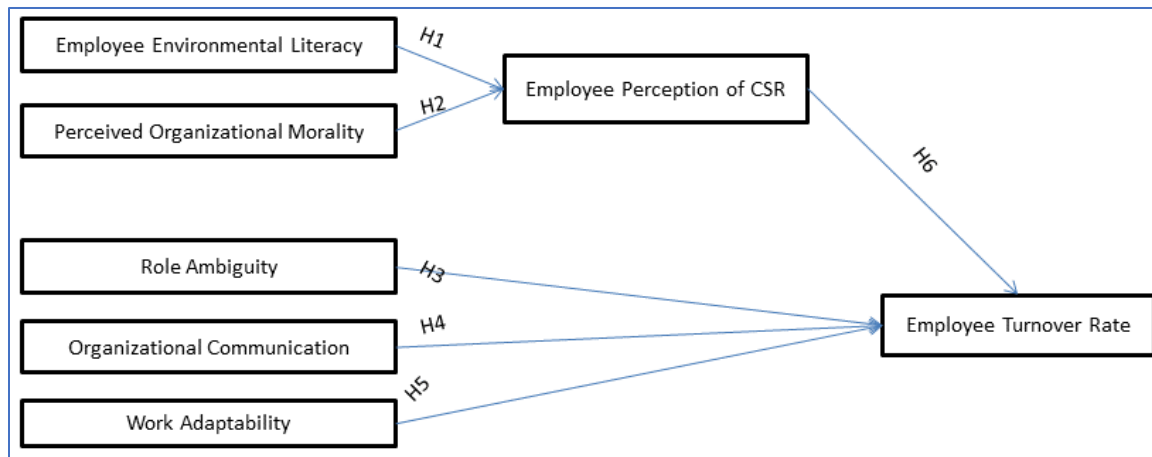 Employee Environmental Literacy
H1
Employee Perception of CSR
H2
Perceived Organizational Morality
H6
Role Ambiguity
H3
Employee Turnover Rate
H4
Organizational Communication
H5
Work Adaptability